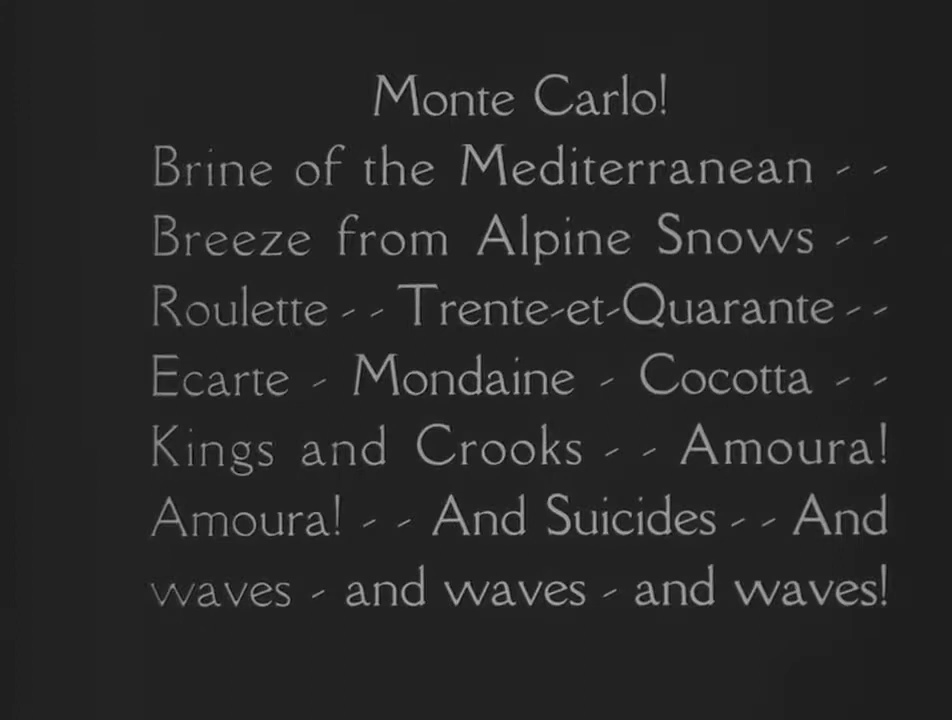 Monte Carlo!
Brine of the Mediterranean - -
Breeze from Alpine Snows - -
Roulette - - Trente-et-Quarante - -
Ecarte - Mondaine - Cocotta - -
Kings and Crooks - - Amoura!
Amoura! - - And Suicides - - And
waves - and waves - and waves!